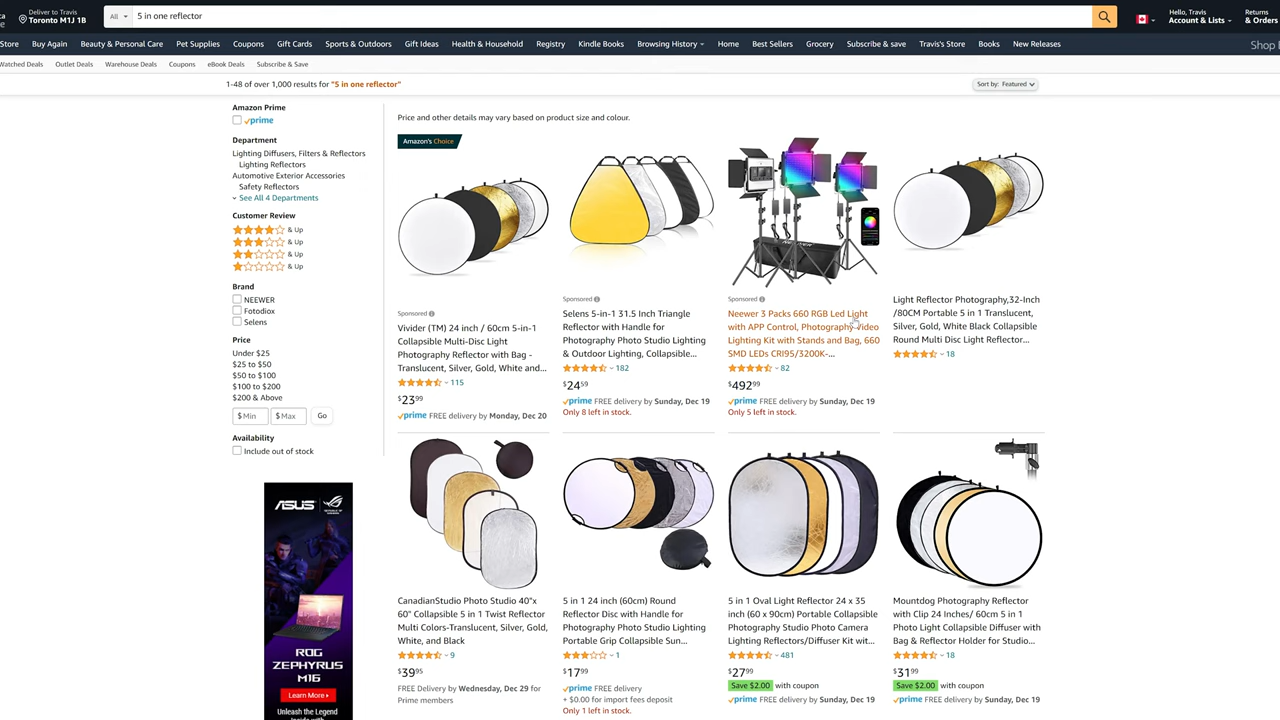 Deliver to Travis
Toronto M1J 1B
All
5 in one reflector
Hello, Travis
Account & Lists
Returns
& Orders
Store
Buy Again
Beauty & Personal Care
Pet Supplies
Coupons
Gift Cards
Sports & Outdoors
Gift Ideas
Health & Household
Registry
Kindle Books
Browsing History
Home
Best Sellers
Grocery
Subscribe & save
Travis's Store
Books
New Releases
Shop
Watched Deals
Outlet Deals
Warehouse Deals
Coupons
eBook Deals
Subscribe & Save
1-48 of over 1,000 results for "5 in one reflector"
Sort by: Featured
Amazon Prime
prime
Department
Lighting Diffusers, Filters & Reflectors
Lighting Reflectors
Automotive Exterior Accessories
Safety Reflectors
See All 4 Departments
Customer Review
& Up
& Up
& Up
& Up
Brand
NEEWER
Fotodiox
Selens
Price
Under $25
$25 to $50
$50 to $100
$100 to $200
$200 & Above
$ Min
$ Max
Go
Availability
Include out of stock
ASUS
ROG
ZEPHYRUS
M16
Learn More
Unleash the Legend
Price and other details may vary based on product size and colour.
Amazon's Choice
Sponsored
Vivider (TM) 24 inch / 60cm 5-in-1
Collapsible Multi-Disc Light
Photography Reflector with Bag -
Translucent, Silver, Gold, White and...
115
$2399
prime FREE delivery by Monday, Dec 20
Sponsored
Selens 5-in-1 31.5 Inch Triangle
Reflector with Handle for
Photography Photo Studio Lighting
& Outdoor Lighting, Collapsible...
182
$2459
prime FREE delivery by Sunday, Dec 19
Only 8 left in stock.
NEEWER
Sponsored
Neewer 3 Packs 660 RGB Led Light
with APP Control, Photography Video
Lighting Kit with Stands and Bag, 660
SMD LEDs CRI95/3200K-...
82
$49299
prime FREE delivery by Sunday, Dec 19
Only 5 left in stock.
Light Reflector Photography,32-Inch
/80CM Portable 5 in 1 Translucent,
Silver, Gold, White Black Collapsible
Round Multi Disc Light Reflector...
18
CanadianStudio Photo Studio 40"x
60" Collapsible 5 in 1 Twist Reflector
Multi Colors-Translucent, Silver, Gold,
White, and Black
9
$3995
FREE Delivery by Wednesday, Dec 29 for
Prime members
5 in 1 24 inch (60cm) Round
Reflector Disc with Handle for
Photography Photo Studio Lighting
Portable Grip Collapsible Sun...
1
$1799
prime FREE delivery
+ $0.00 for import fees deposit
Only 1 left in stock.
5 in 1 Oval Light Reflector 24 x 35
inch (60 x 90cm) Portable Collapsible
Photography Studio Photo Camera
Lighting Reflectors/Diffuser Kit wit...
481
$2799
Save $2.00 with coupon
prime FREE delivery by Sunday, Dec 19
Mountdog Photography Reflector
with Clip 24 Inches/ 60cm 5 in 1
Photo Light Collapsible Diffuser with
Bag & Reflector Holder for Studio...
18
$3199
Save $2.00 with coupon
prime FREE delivery by Sunday, Dec 19